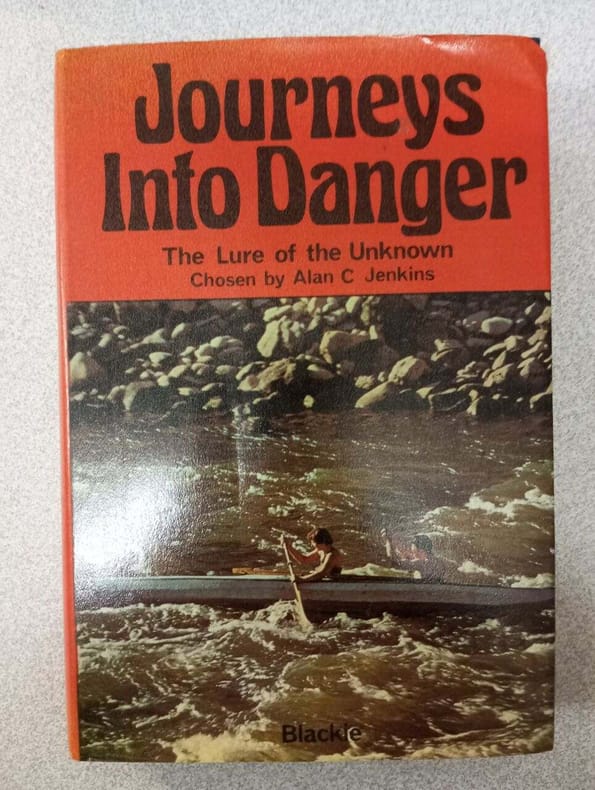 Journeys
Into Danger
The Lure of the Unknown
Chosen by Alan C Jenkins
Blackie